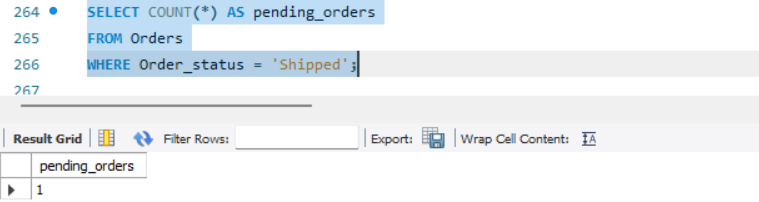 264 SELECT COUNT(*) AS pending_orders
265 FROM Orders
266 WHERE Order_status = 'Shipped';
267
Result Grid Filter Rows: Export: Wrap Cell Content: IA
pending_orders
1